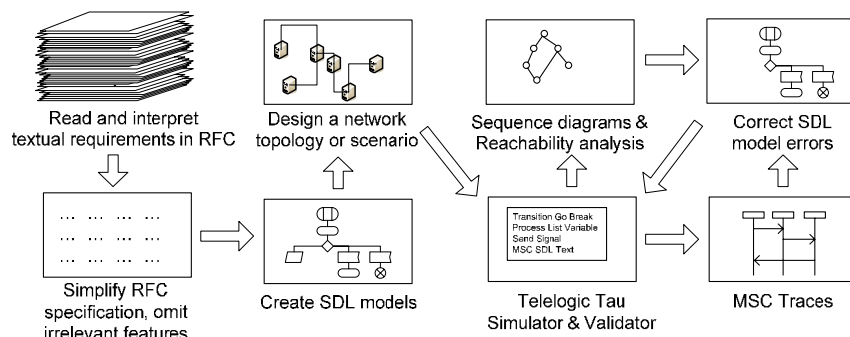 Read and interpret
textual requirements in RFC
Design a network
topology or scenario
Sequence diagrams &
Reachability analysis
Correct SDL
model errors
Simplify RFC
specification, omit
irrelevant features
Create SDL models
Transition Go Break
Process List Variable
Send Signal
MSC SDL Text
Telelogic Tau
Simulator & Validator
MSC Traces